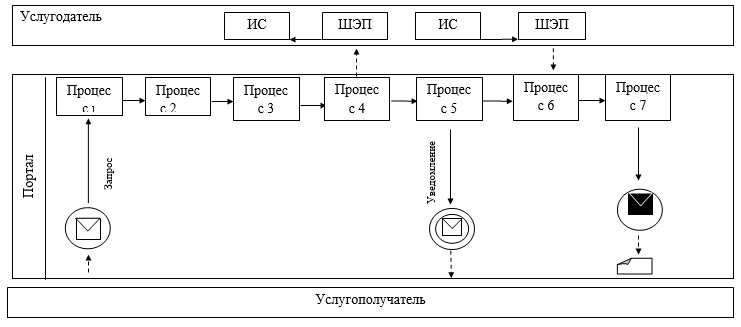 Услугодатель
ИС
ШЭП
ИС
ШЭП
Процес
с 1
Процес
с 2
Процес
с 3
Процес
с 4
Процес
с 5
Процес
с 6
Процес
с 7
Портал
Запрос
Уведомление
Услугополучатель